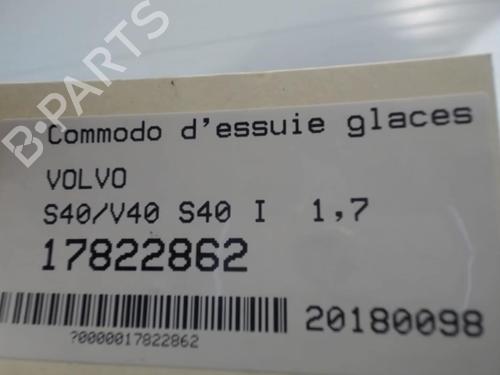 B-PARTS
Commodo d'essuie glaces
VOLVO
S40/V40 S40 I 1,7
17822862
20180098
?0000017822862